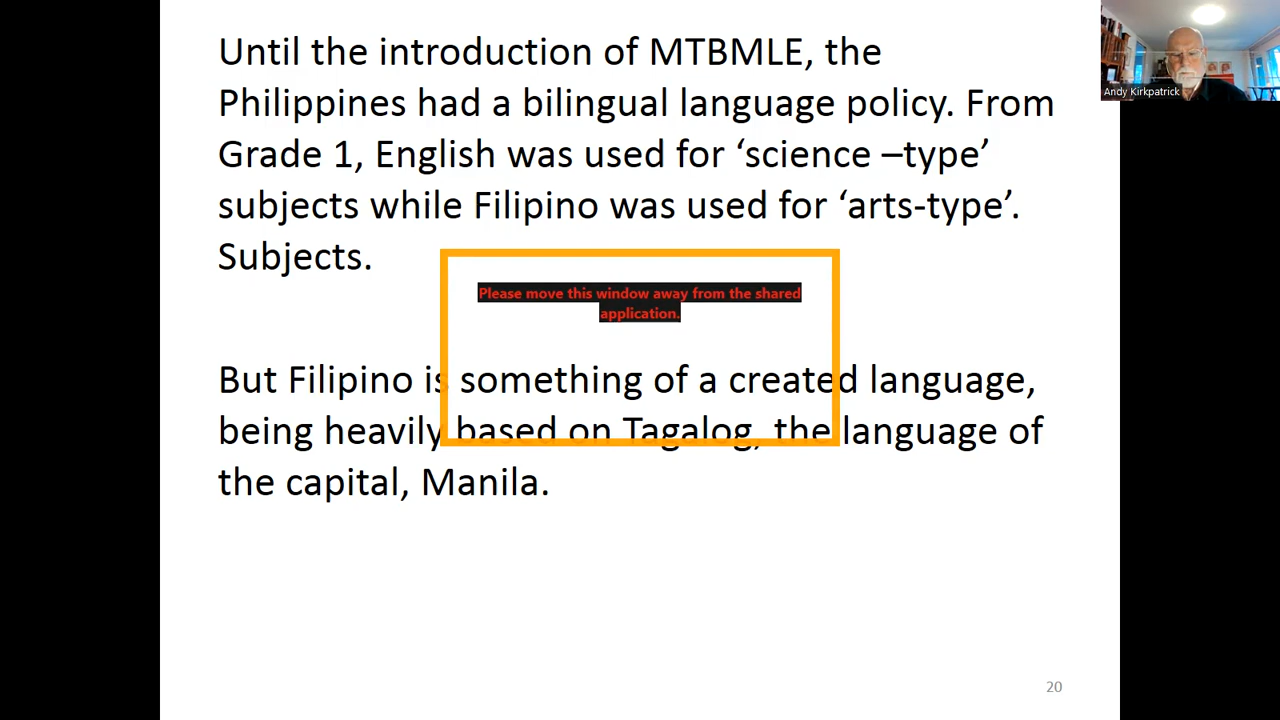 Until the introduction of MTBMLE, the
Philippines had a bilingual language policy. From
Grade 1, English was used for ‘science –type’
subjects while Filipino was used for ‘arts-type’.
Subjects.
Please move this window away from the shared
application.
But Filipino is something of a created language,
being heavily based on Tagalog, the language of
the capital, Manila.
20
Andy Kirkpatrick